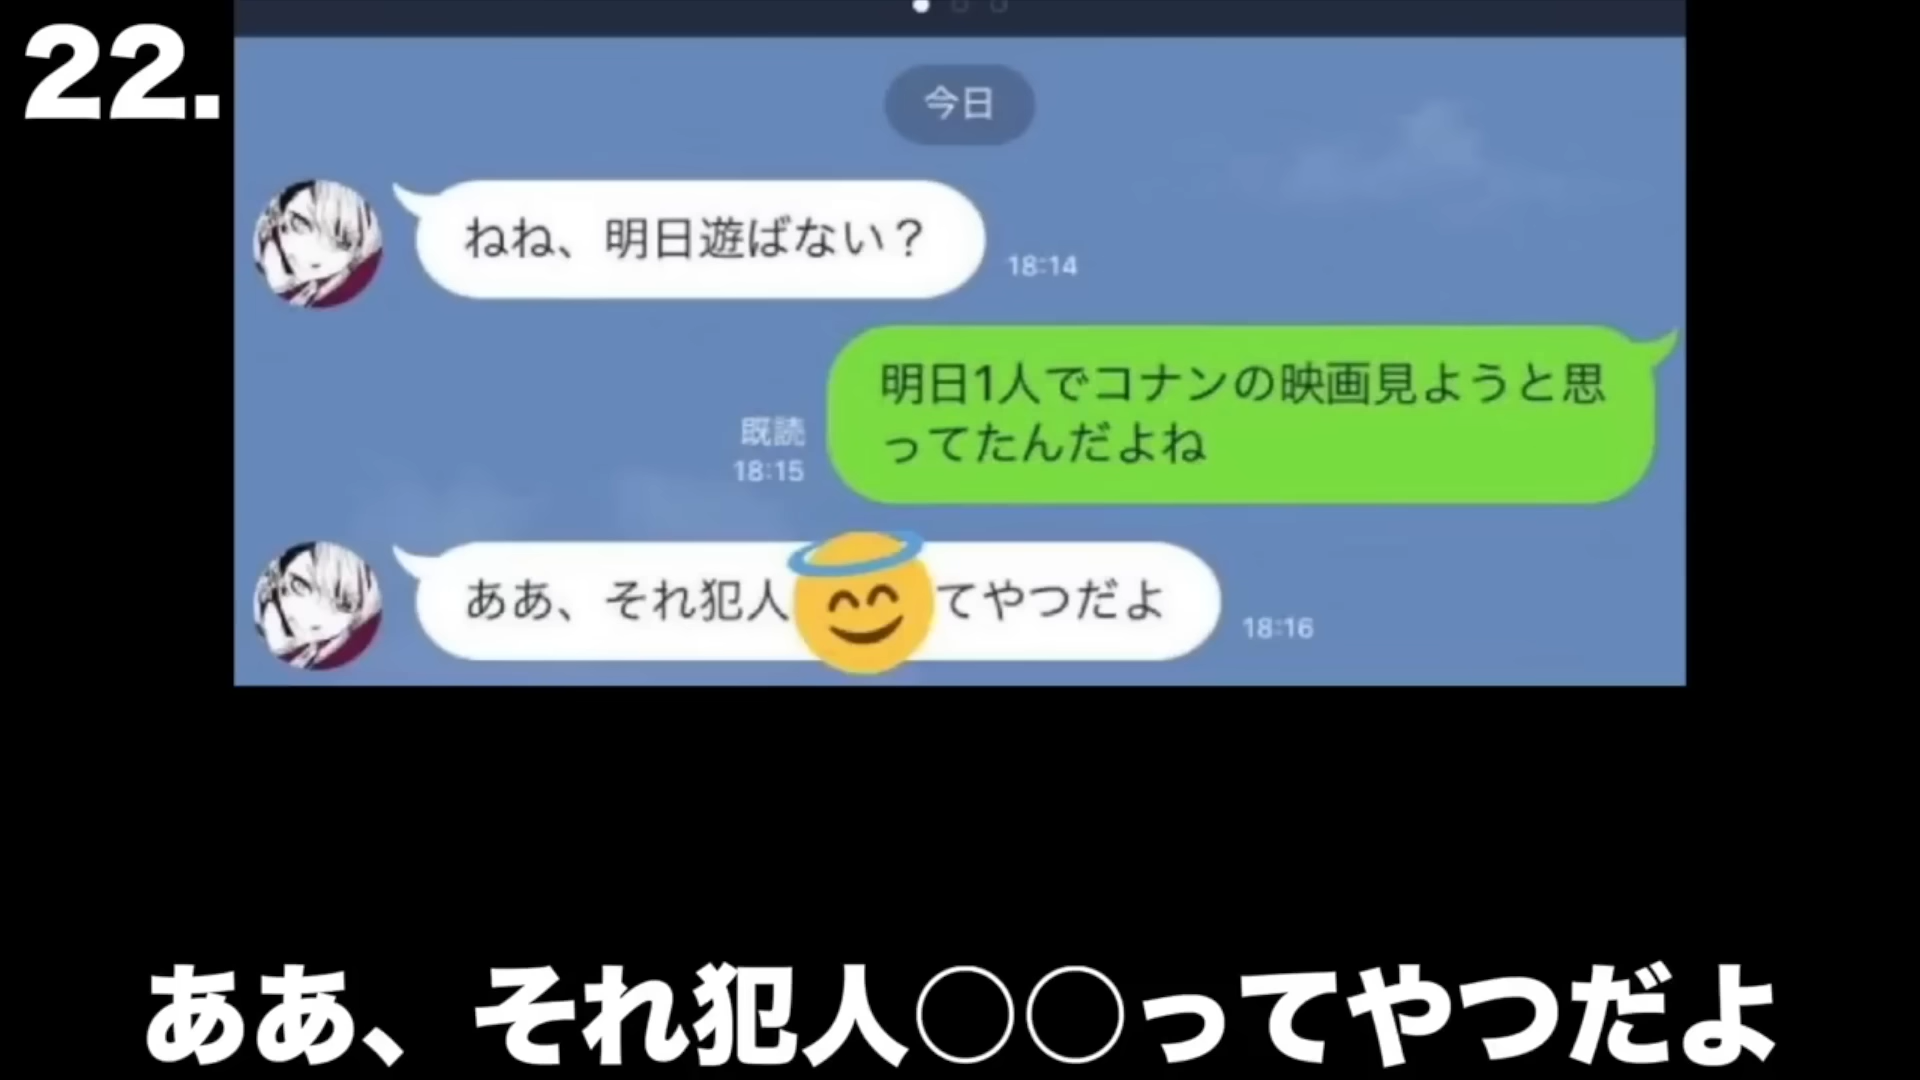 22.
今日
ねね、明日遊ばない？
18:14
明日1人でコナンの映画見ようと思
ってたんだよね
既読
18:15
ああ、それ犯人😇てやつだよ
18:16
ああ、それ犯人◯◯ってやつだよ